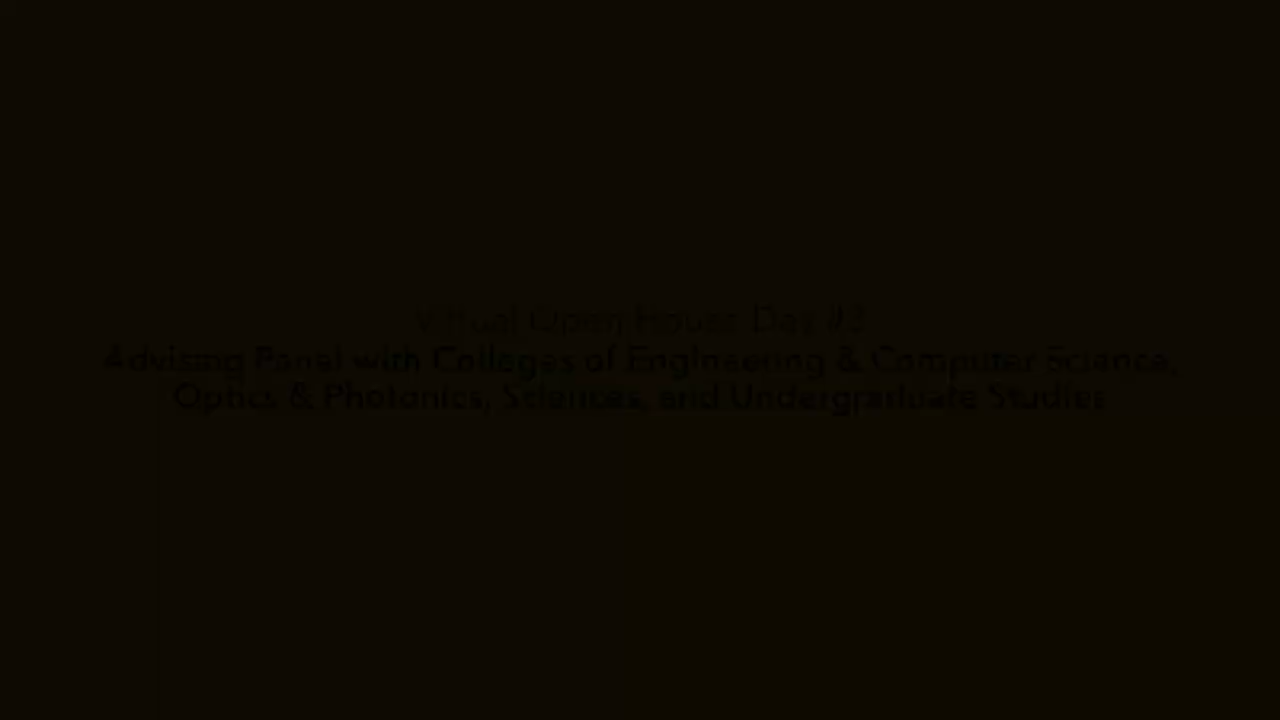 Virtual Open House Day #2
Advising Panel with Colleges of Engineering & Computer Science,
Optics & Photonics, Sciences, and Undergraduate Studies